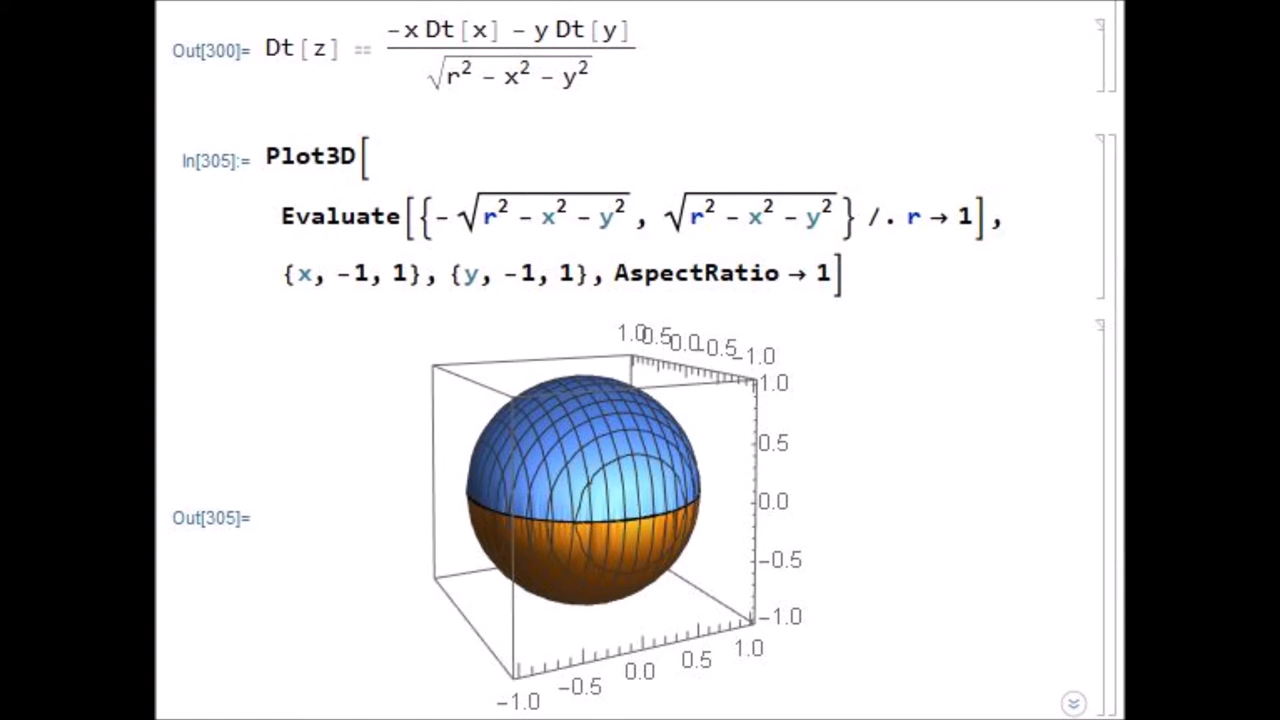 Out[300]= Dt[z] == (-x Dt[x] - y Dt[y]) / √(r² - x² - y²)
In[305]:= Plot3D[
Evaluate[{-√(r² - x² - y²), √(r² - x² - y²)} /. r → 1],
{x, -1, 1}, {y, -1, 1}, AspectRatio → 1]
1.0 0.5 0.0 -0.5 -1.0
1.0
0.5
0.0
Out[305]=
-0.5
-1.0
-1.0 -0.5 0.0 0.5 1.0